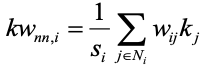 kw_{nn,i} = \frac{1}{s_i} \sum_{j \in N_i} w_{ij} k_j